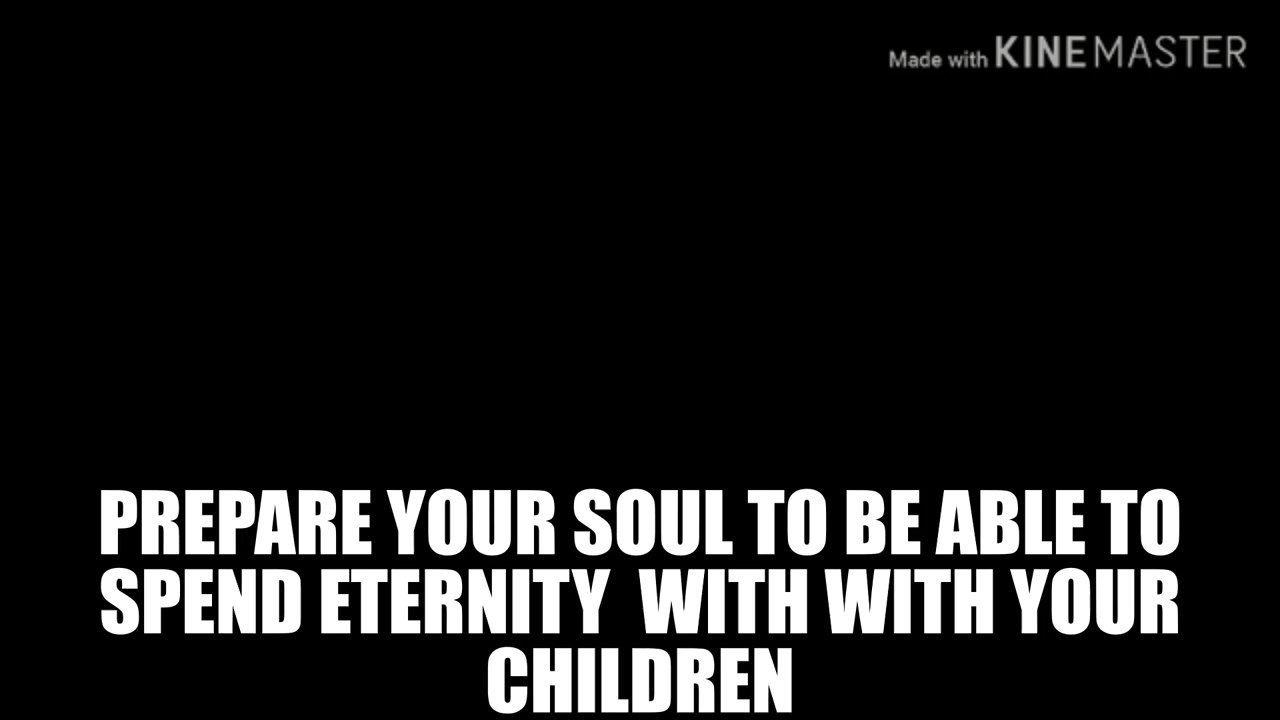 Made with KINEMASTER
PREPARE YOUR SOUL TO BE ABLE TO
SPEND ETERNITY WITH WITH YOUR
CHILDREN